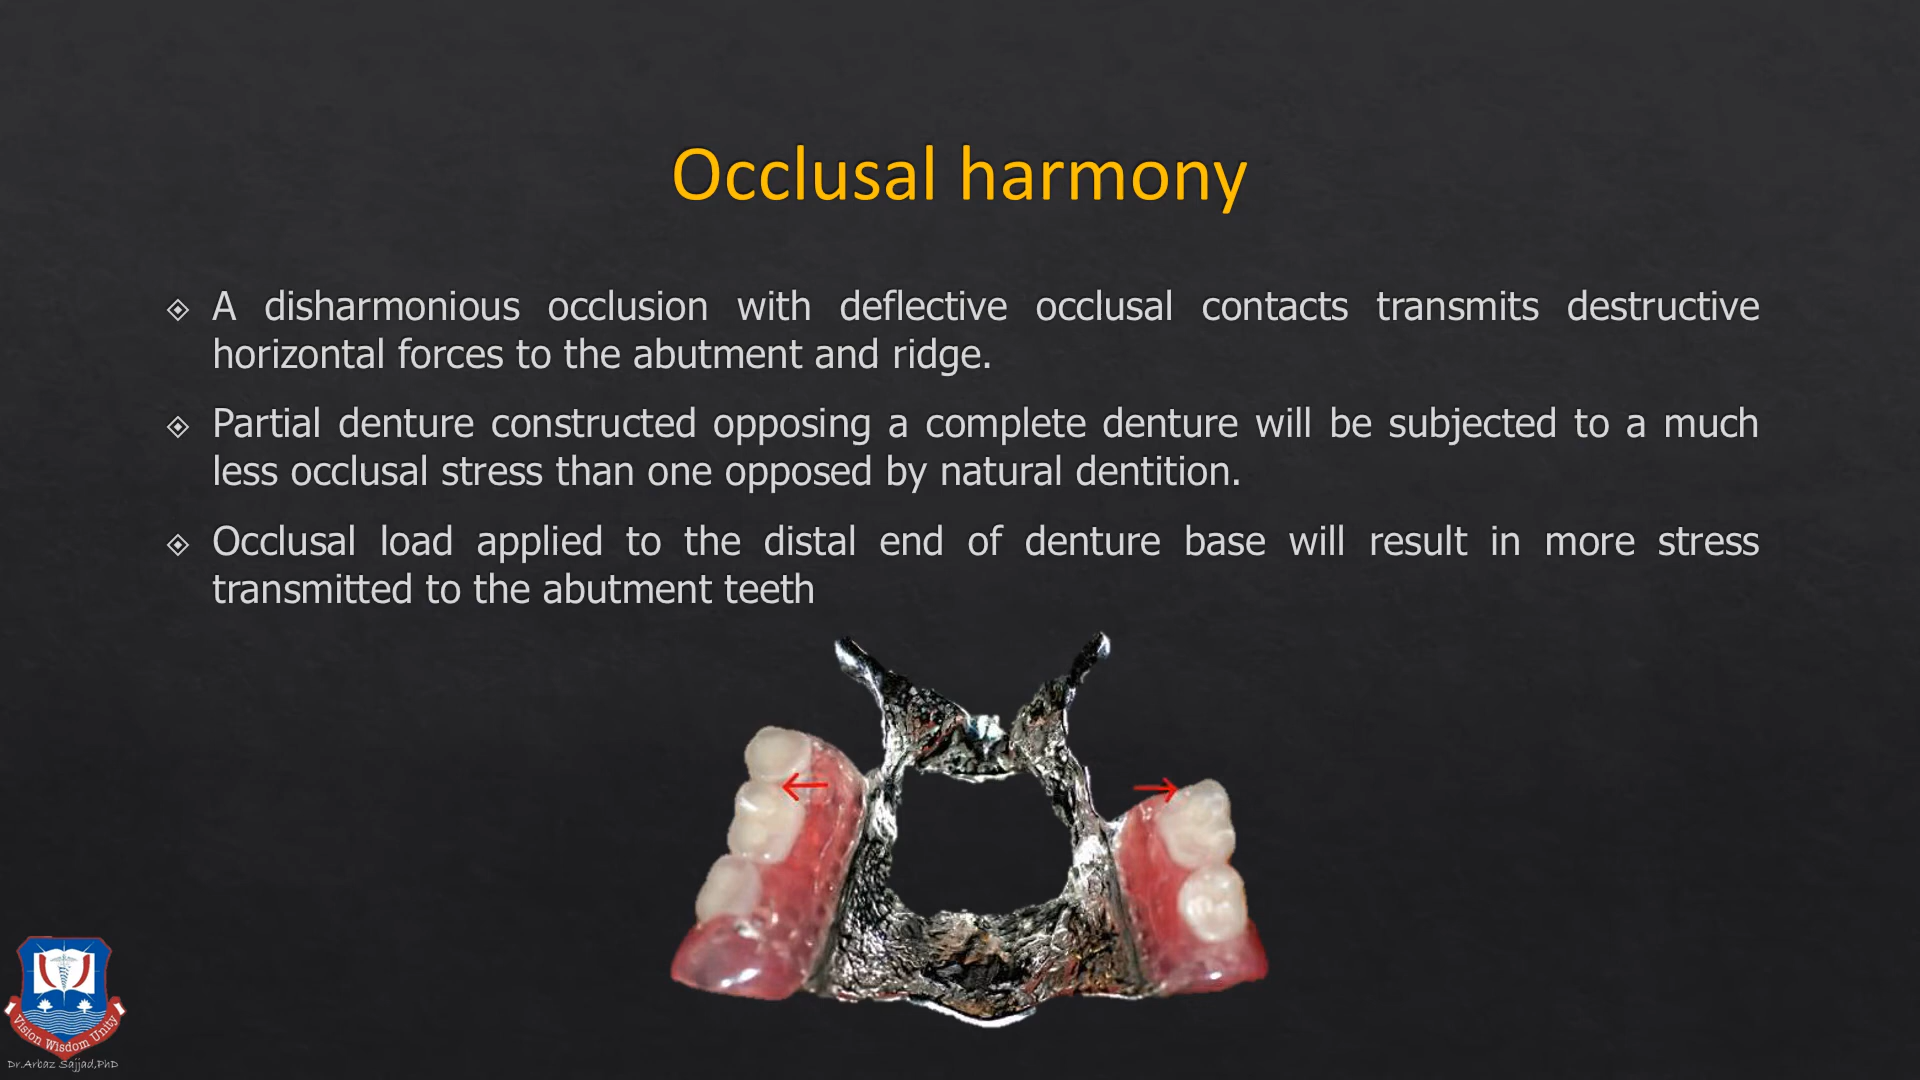 Occlusal harmony
A disharmonious occlusion with deflective occlusal contacts transmits destructive
horizontal forces to the abutment and ridge.
Partial denture constructed opposing a complete denture will be subjected to a much
less occlusal stress than one opposed by natural dentition.
Occlusal load applied to the distal end of denture base will result in more stress
transmitted to the abutment teeth
Vision Wisdom Unity
Dr.Arbaz Sajjad,PhD